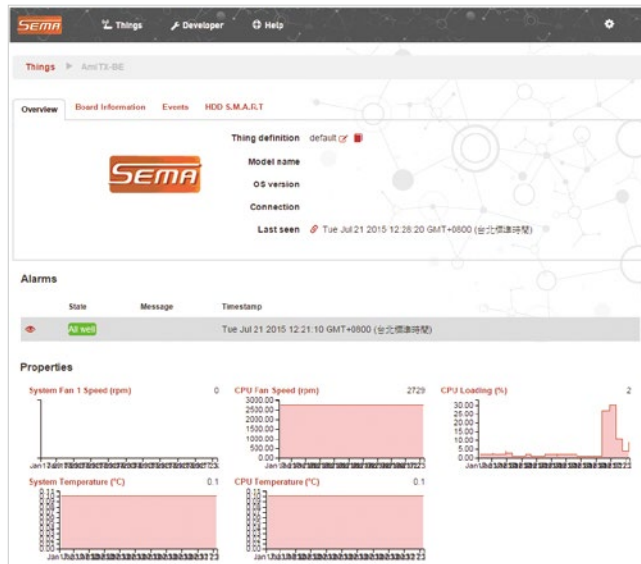 SEMA
Things
Developer
Help
Things
AmITX-BE
Overview
Board Information
Events
HDD S.M.A.R.T
Thing definition default
SEMA
Model name
OS version
Connection
Last seen Tue Jul 21 2015 12:28:20 GMT+0800 (台北標準時間)
Alarms
State Message Timestamp
All well Tue Jul 21 2015 12:21:10 GMT+0800 (台北標準時間)
Properties
System Fan 1 Speed (rpm) 0
CPU Fan Speed (rpm) 2729
3000.00
2500.00
2000.00
1500.00
1000.00
500.00
0.00
CPU Loading (%) 2
30.00
25.00
20.00
15.00
10.00
5.00
0.00
System Temperature (°C) 0.1
CPU Temperature (°C) 0.1